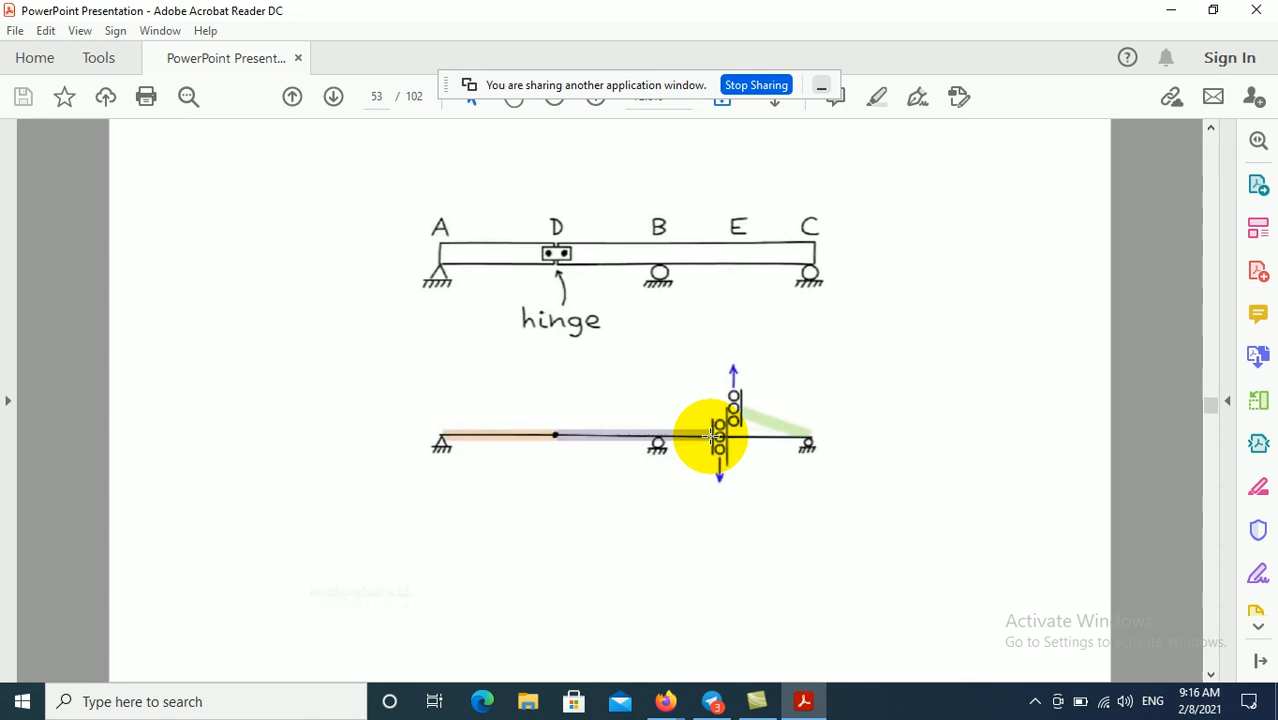 PowerPoint Presentation - Adobe Acrobat Reader DC
File Edit View Sign Window Help
Home Tools PowerPoint Present... × Sign In
You are sharing another application window. Stop Sharing
53 / 102
A D B E C
hinge
Activate Windows
Go to Settings to activate Windows.
Type here to search
3
ENG
9:16 AM
2/8/2021